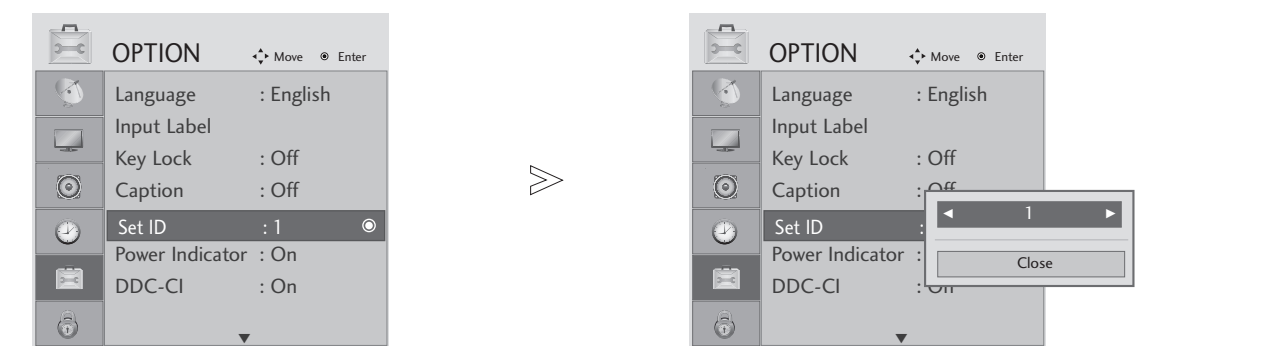 OPTION Move Enter
Language : English
Input Label
Key Lock : Off
Caption : Off
Set ID : 1
Power Indicator : On
DDC-CI : On
OPTION Move Enter
Language : English
Input Label
Key Lock : Off
Caption : Off
Set ID :
1
Power Indicator :
Close
DDC-CI : On